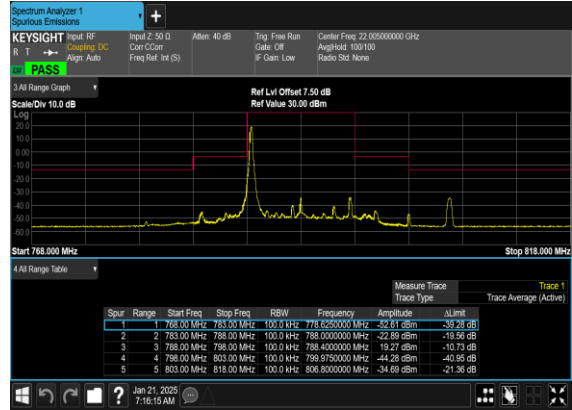 Spectrum Analyzer 1
Spurious Emissions
KEYSIGHT Input: RF Input Z: 50 Ω Atten: 40 dB Trig: Free Run Center Freq: 22.005000000 GHz
R T Coupling: DC Corr CCorr Gate: Off Avg|Hold: 100/100
Align: Auto Freq Ref: Int (S) IF Gain: Low Radio Std: None
PASS
3 All Range Graph Ref Lvl Offset 7.50 dB
Scale/Div 10.0 dB Ref Value 30.00 dBm
Log
20.0
10.0
0.00
-10.0
-20.0
-30.0
-40.0
-50.0
-60.0
Start 768.000 MHz Stop 818.000 MHz
4 All Range Table
Measure Trace Trace 1
Trace Type Trace Average (Active)
Spur Range Start Freq Stop Freq RBW Frequency Amplitude ΔLimit
1 1 768.00 MHz 783.00 MHz 100.0 kHz 778.6250000 MHz -52.61 dBm -39.28 dB
2 2 783.00 MHz 788.00 MHz 100.0 kHz 788.0000000 MHz -22.89 dBm -19.56 dB
3 3 788.00 MHz 798.00 MHz 100.0 kHz 788.4000000 MHz 19.27 dBm -10.73 dB
4 4 798.00 MHz 803.00 MHz 100.0 kHz 799.9750000 MHz -44.28 dBm -40.95 dB
5 5 803.00 MHz 818.00 MHz 100.0 kHz 806.8000000 MHz -34.69 dBm -21.36 dB
Jan 21, 2025
7:16:15 AM